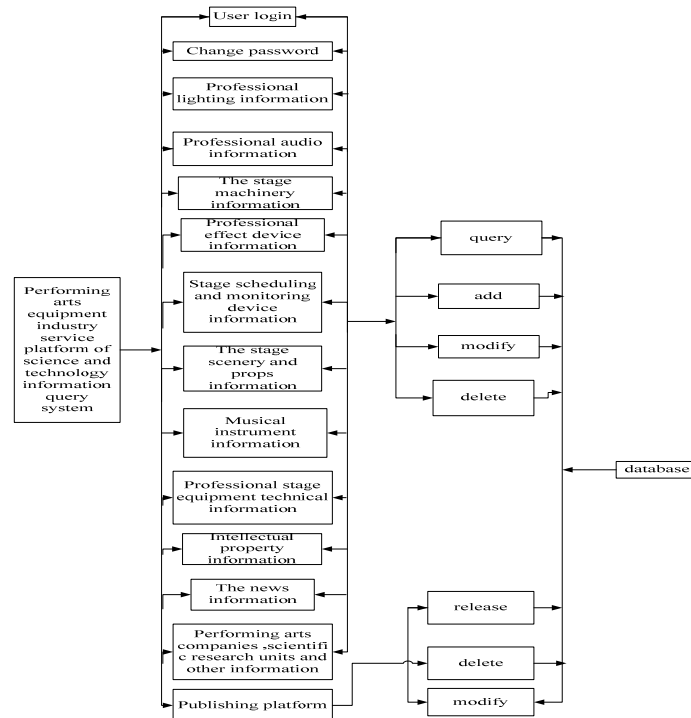 User login
Change password
Professional
lighting information
Professional audio
information
The stage
machinery
information
Professional
effect device
information
Stage scheduling
and monitoring
device
information
The stage
scenery and
props
information
Musical
instrument
information
Professional stage
equipment technical
information
Intellectual
property
information
The news
information
Performing arts
companies ,scientifi
c research units and
other information
Publishing platform
Performing
arts
equipment
industry
service
platform of
science and
technology
information
query
system
query
add
modify
delete
database
release
delete
modify